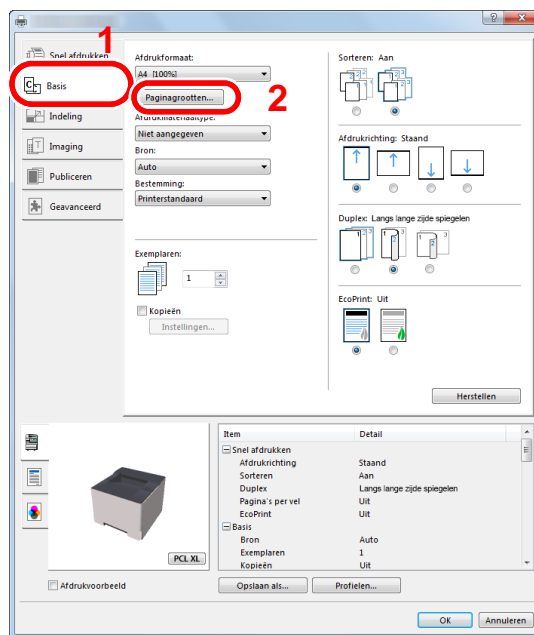 1
Snel afdrukken
Basis
Indeling
Imaging
Publiceren
Geavanceerd
Afdrukformaat:
A4 [100%]
Paginagrootten...
2
Afdrukmateriaaltype:
Niet aangegeven
Bron:
Auto
Bestemming:
Printerstandaard
Exemplaren:
1
Kopieën
Instellingen...
Sorteren: Aan
Afdrukrichting: Staand
Duplex: Langs lange zijde spiegelen
EcoPrint: Uit
Herstellen
PCL XL
Afdrukvoorbeeld
Item Detail
Snel afdrukken
Afdrukrichting Staand
Sorteren Aan
Duplex Langs lange zijde spiegelen
Pagina's per vel Uit
EcoPrint Uit
Basis
Bron Auto
Exemplaren 1
Kopieën Uit
Opslaan als... Profielen...
OK Annuleren